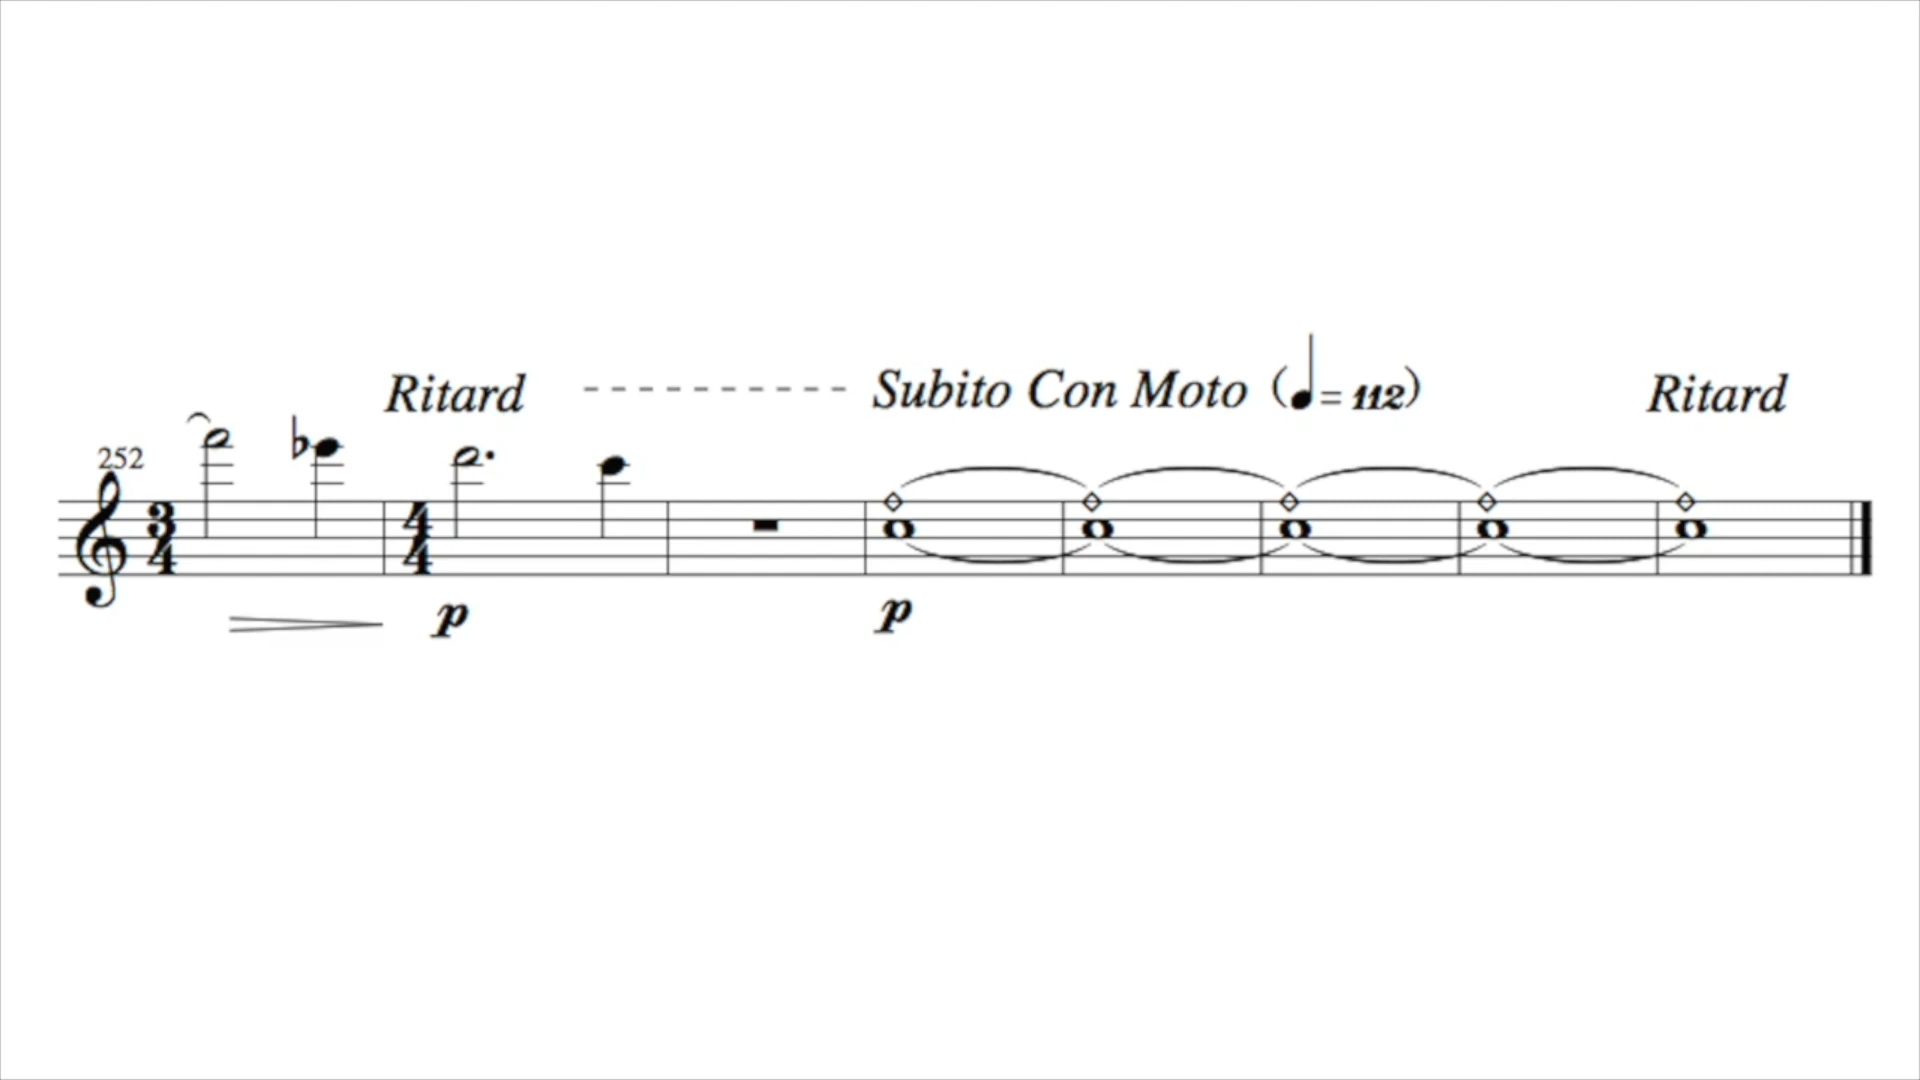 Ritard Subito Con Moto (♩= 112) Ritard
252
3/4 4/4
p p